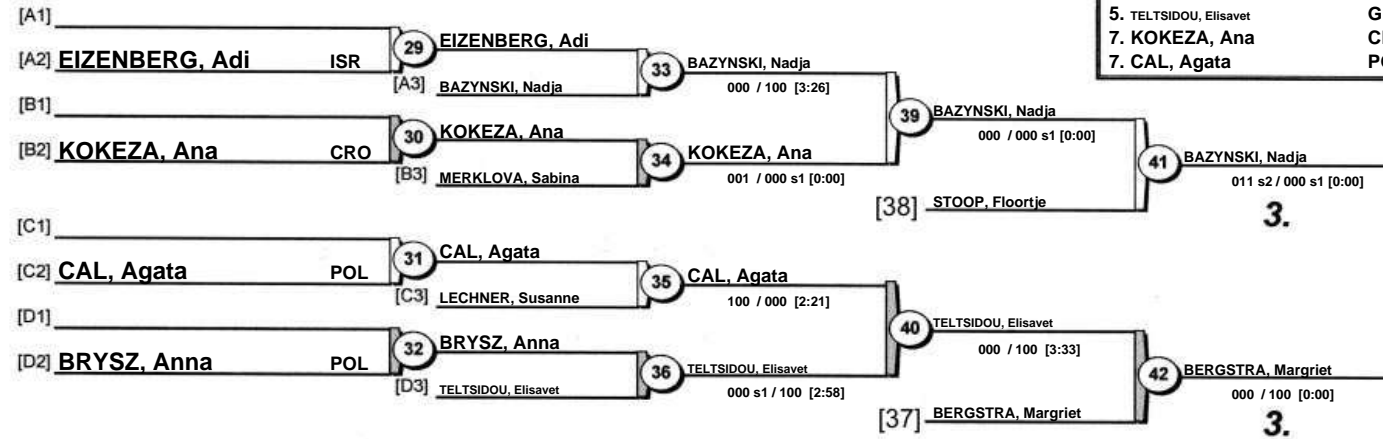 5. TELTSIDOU, Elisavet G
7. KOKEZA, Ana C
7. CAL, Agata P
[A1]
[A2] EIZENBERG, Adi ISR
29
EIZENBERG, Adi
[A3] BAZYNSKI, Nadja
33
BAZYNSKI, Nadja
000 / 100 [3:26]
[B1]
[B2] KOKEZA, Ana CRO
30
KOKEZA, Ana
[B3] MERKLOVA, Sabina
34
KOKEZA, Ana
001 / 000 s1 [0:00]
39
BAZYNSKI, Nadja
000 / 000 s1 [0:00]
[38] STOOP, Floortje
41
BAZYNSKI, Nadja
011 s2 / 000 s1 [0:00]
3.
[C1]
[C2] CAL, Agata POL
31
CAL, Agata
[C3] LECHNER, Susanne
35
CAL, Agata
100 / 000 [2:21]
[D1]
[D2] BRYSZ, Anna POL
32
BRYSZ, Anna
[D3] TELTSIDOU, Elisavet
36
TELTSIDOU, Elisavet
000 s1 / 100 [2:58]
40
TELTSIDOU, Elisavet
000 / 100 [3:33]
[37] BERGSTRA, Margriet
42
BERGSTRA, Margriet
000 / 100 [0:00]
3.